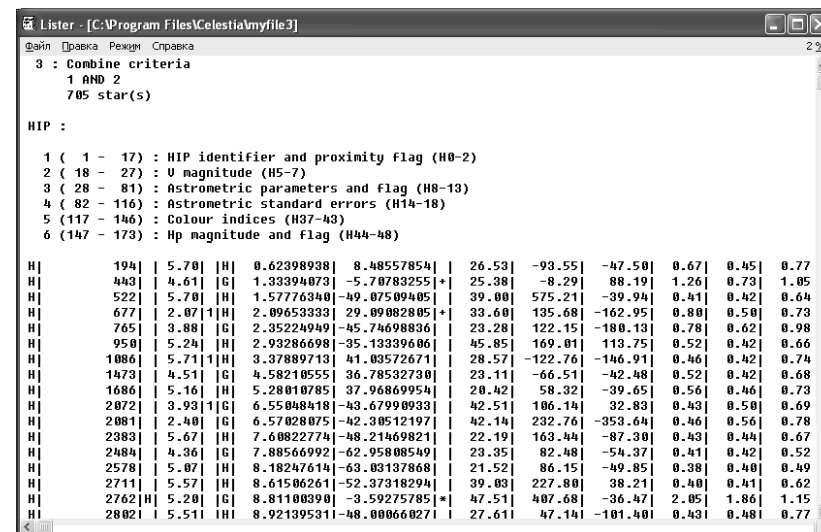 Lister - [C:\Program Files\Celestia\myfile3]
Файл Правка Режим Справка 2 %
3 : Combine criteria
1 AND 2
705 star(s)
HIP :
1 ( 1 - 17) : HIP identifier and proximity flag (H0-2)
2 ( 18 - 27) : V magnitude (H5-7)
3 ( 28 - 81) : Astrometric parameters and flag (H8-13)
4 ( 82 - 116) : Astrometric standard errors (H14-18)
5 (117 - 146) : Colour indices (H37-43)
6 (147 - 173) : Hp magnitude and flag (H44-48)
H| 194| | 5.70| |H| 0.62398938| 8.48557854| | 26.53| -93.55| -47.50| 0.67| 0.45| 0.77
H| 443| | 4.61| |G| 1.33394073| -5.70783255|+| 25.38| -8.29| 88.19| 1.26| 0.73| 1.05
H| 522| | 5.70| |H| 1.57776340|-49.07509405| | 39.00| 575.21| -39.94| 0.41| 0.42| 0.64
H| 677| | 2.07|1|H| 2.09653333| 29.09082805|+| 33.60| 135.68| -162.95| 0.80| 0.50| 0.73
H| 765| | 3.88| |G| 2.35224949|-45.74698836| | 23.28| 122.15| -180.13| 0.78| 0.62| 0.98
H| 950| | 5.24| |H| 2.93286698|-35.13339606| | 45.85| 169.01| 113.75| 0.52| 0.42| 0.66
H| 1086| | 5.71|1|H| 3.37889713| 41.03572671| | 28.57| -122.76| -146.91| 0.46| 0.42| 0.74
H| 1473| | 4.51| |G| 4.58210555| 36.78532730| | 23.11| -66.51| -42.48| 0.52| 0.42| 0.68
H| 1686| | 5.16| |H| 5.28010785| 37.96869954| | 20.42| 58.32| -39.65| 0.56| 0.46| 0.73
H| 2072| | 3.93|1|G| 6.55048418|-43.67990933| | 42.51| 106.14| 32.83| 0.43| 0.50| 0.69
H| 2081| | 2.40| |G| 6.57028075|-42.30512197| | 42.14| 232.76| -353.64| 0.46| 0.56| 0.78
H| 2383| | 5.67| |H| 7.60822774|-48.21469821| | 22.19| 163.44| -87.30| 0.43| 0.44| 0.67
H| 2484| | 4.36| |G| 7.88566992|-62.95808549| | 23.35| 82.48| -54.37| 0.41| 0.42| 0.52
H| 2578| | 5.07| |H| 8.18247614|-63.03137868| | 21.52| 86.15| -49.85| 0.38| 0.40| 0.49
H| 2711| | 5.57| |H| 8.61506261|-52.37318294| | 39.03| 227.80| 38.21| 0.40| 0.41| 0.62
H| 2762|H| 5.20| |G| 8.81100390| -3.59275785|*| 47.51| 407.68| -36.47| 2.05| 1.86| 1.15
H| 2802| | 5.51| |H| 8.92139531|-48.00066027| | 27.61| 47.14| -101.40| 0.43| 0.48| 0.77